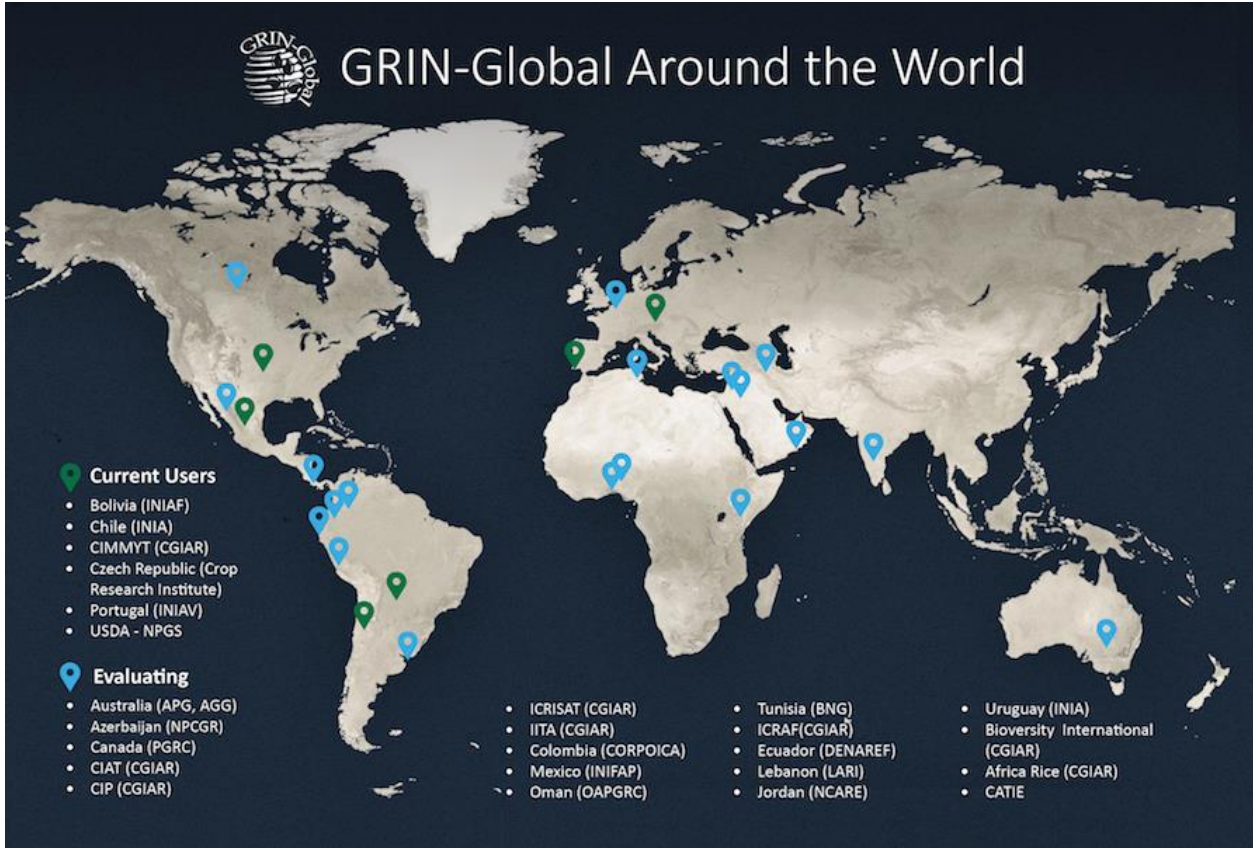 GRIN-Global
GRIN-Global Around the World
Current Users
• Bolivia (INIAF)
• Chile (INIA)
• CIMMYT (CGIAR)
• Czech Republic (Crop
Research Institute)
• Portugal (INIAV)
• USDA - NPGS
Evaluating
• Australia (APG, AGG)
• Azerbaijan (NPCGR)
• Canada (PGRC)
• CIAT (CGIAR)
• CIP (CGIAR)
• ICRISAT (CGIAR)
• IITA (CGIAR)
• Colombia (CORPOICA)
• Mexico (INIFAP)
• Oman (OAPGRC)
• Tunisia (BNG)
• ICRAF(CGIAR)
• Ecuador (DENAREF)
• Lebanon (LARI)
• Jordan (NCARE)
• Uruguay (INIA)
• Bioversity International
(CGIAR)
• Africa Rice (CGIAR)
• CATIE